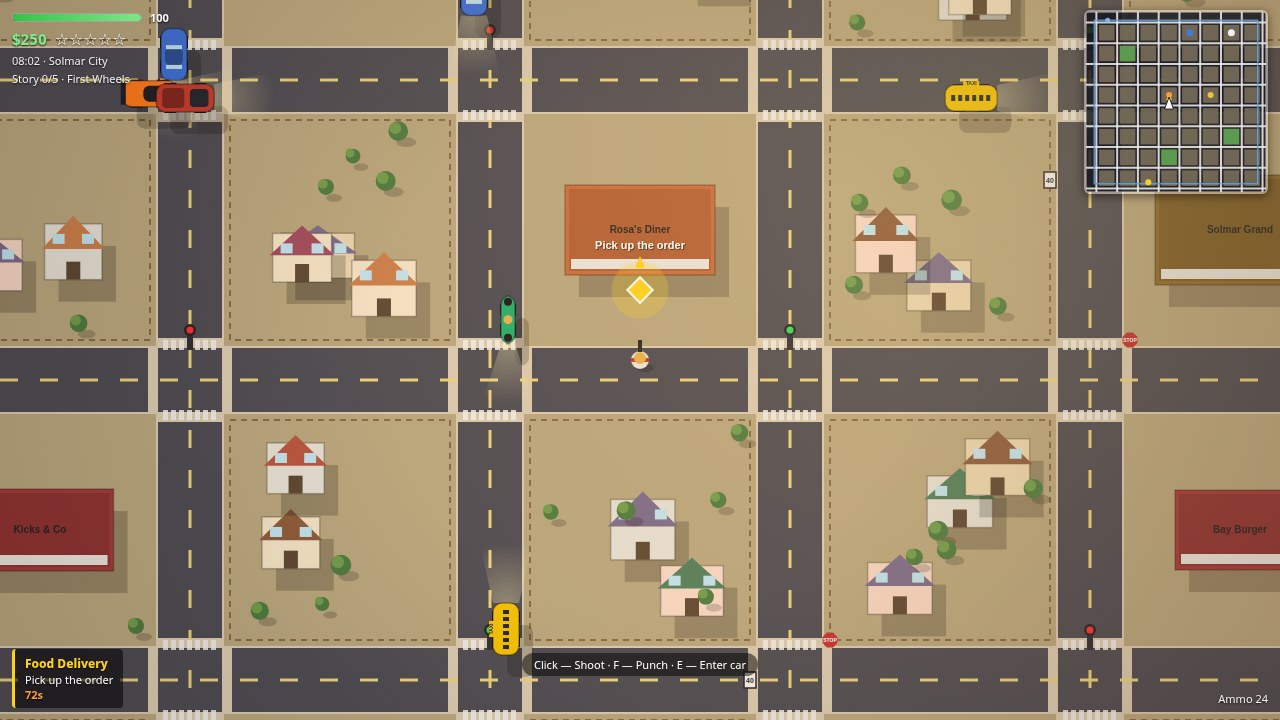 100
$250 ☆☆☆☆☆
08:02 · Solmar City
Story 0/5 · First Wheels
TAXI
40
Rosa's Diner
Pick up the order
Solmar Grand
STOP
Kicks & Co
Bay Burger
STOP
Food Delivery
Pick up the order
72s
Click — Shoot · F — Punch · E — Enter car
40
Ammo 24